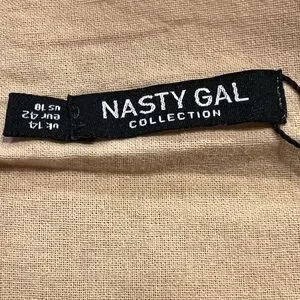 NASTY GAL
COLLECTION
uk 14
eur 42
us 10